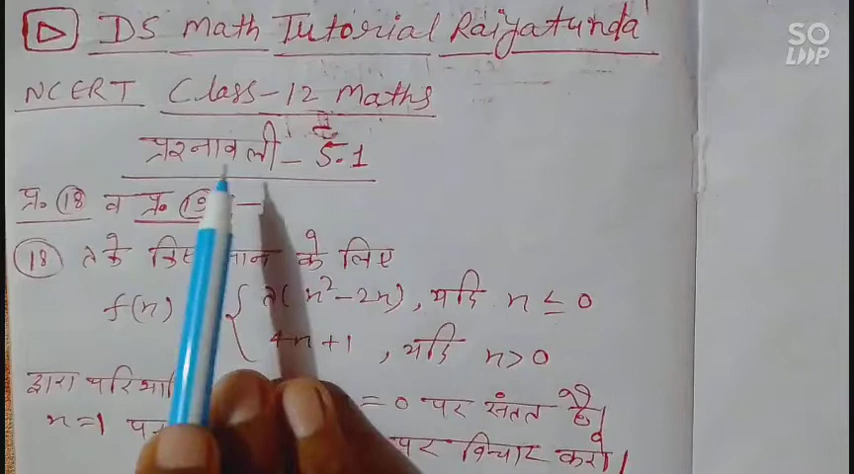 DS Math Tutorial Raiyatunda
SO LOOP
NCERT Class-12 Maths
प्रश्नावली - 5.1
प्र. 18 व प्र. -
18 के लिए
f(x) { λ(x²-2x), यदि x ≤ 0
4x+1, यदि x>0
द्वारा = 0 पर संतत है।
x=1 पर विचार करो।